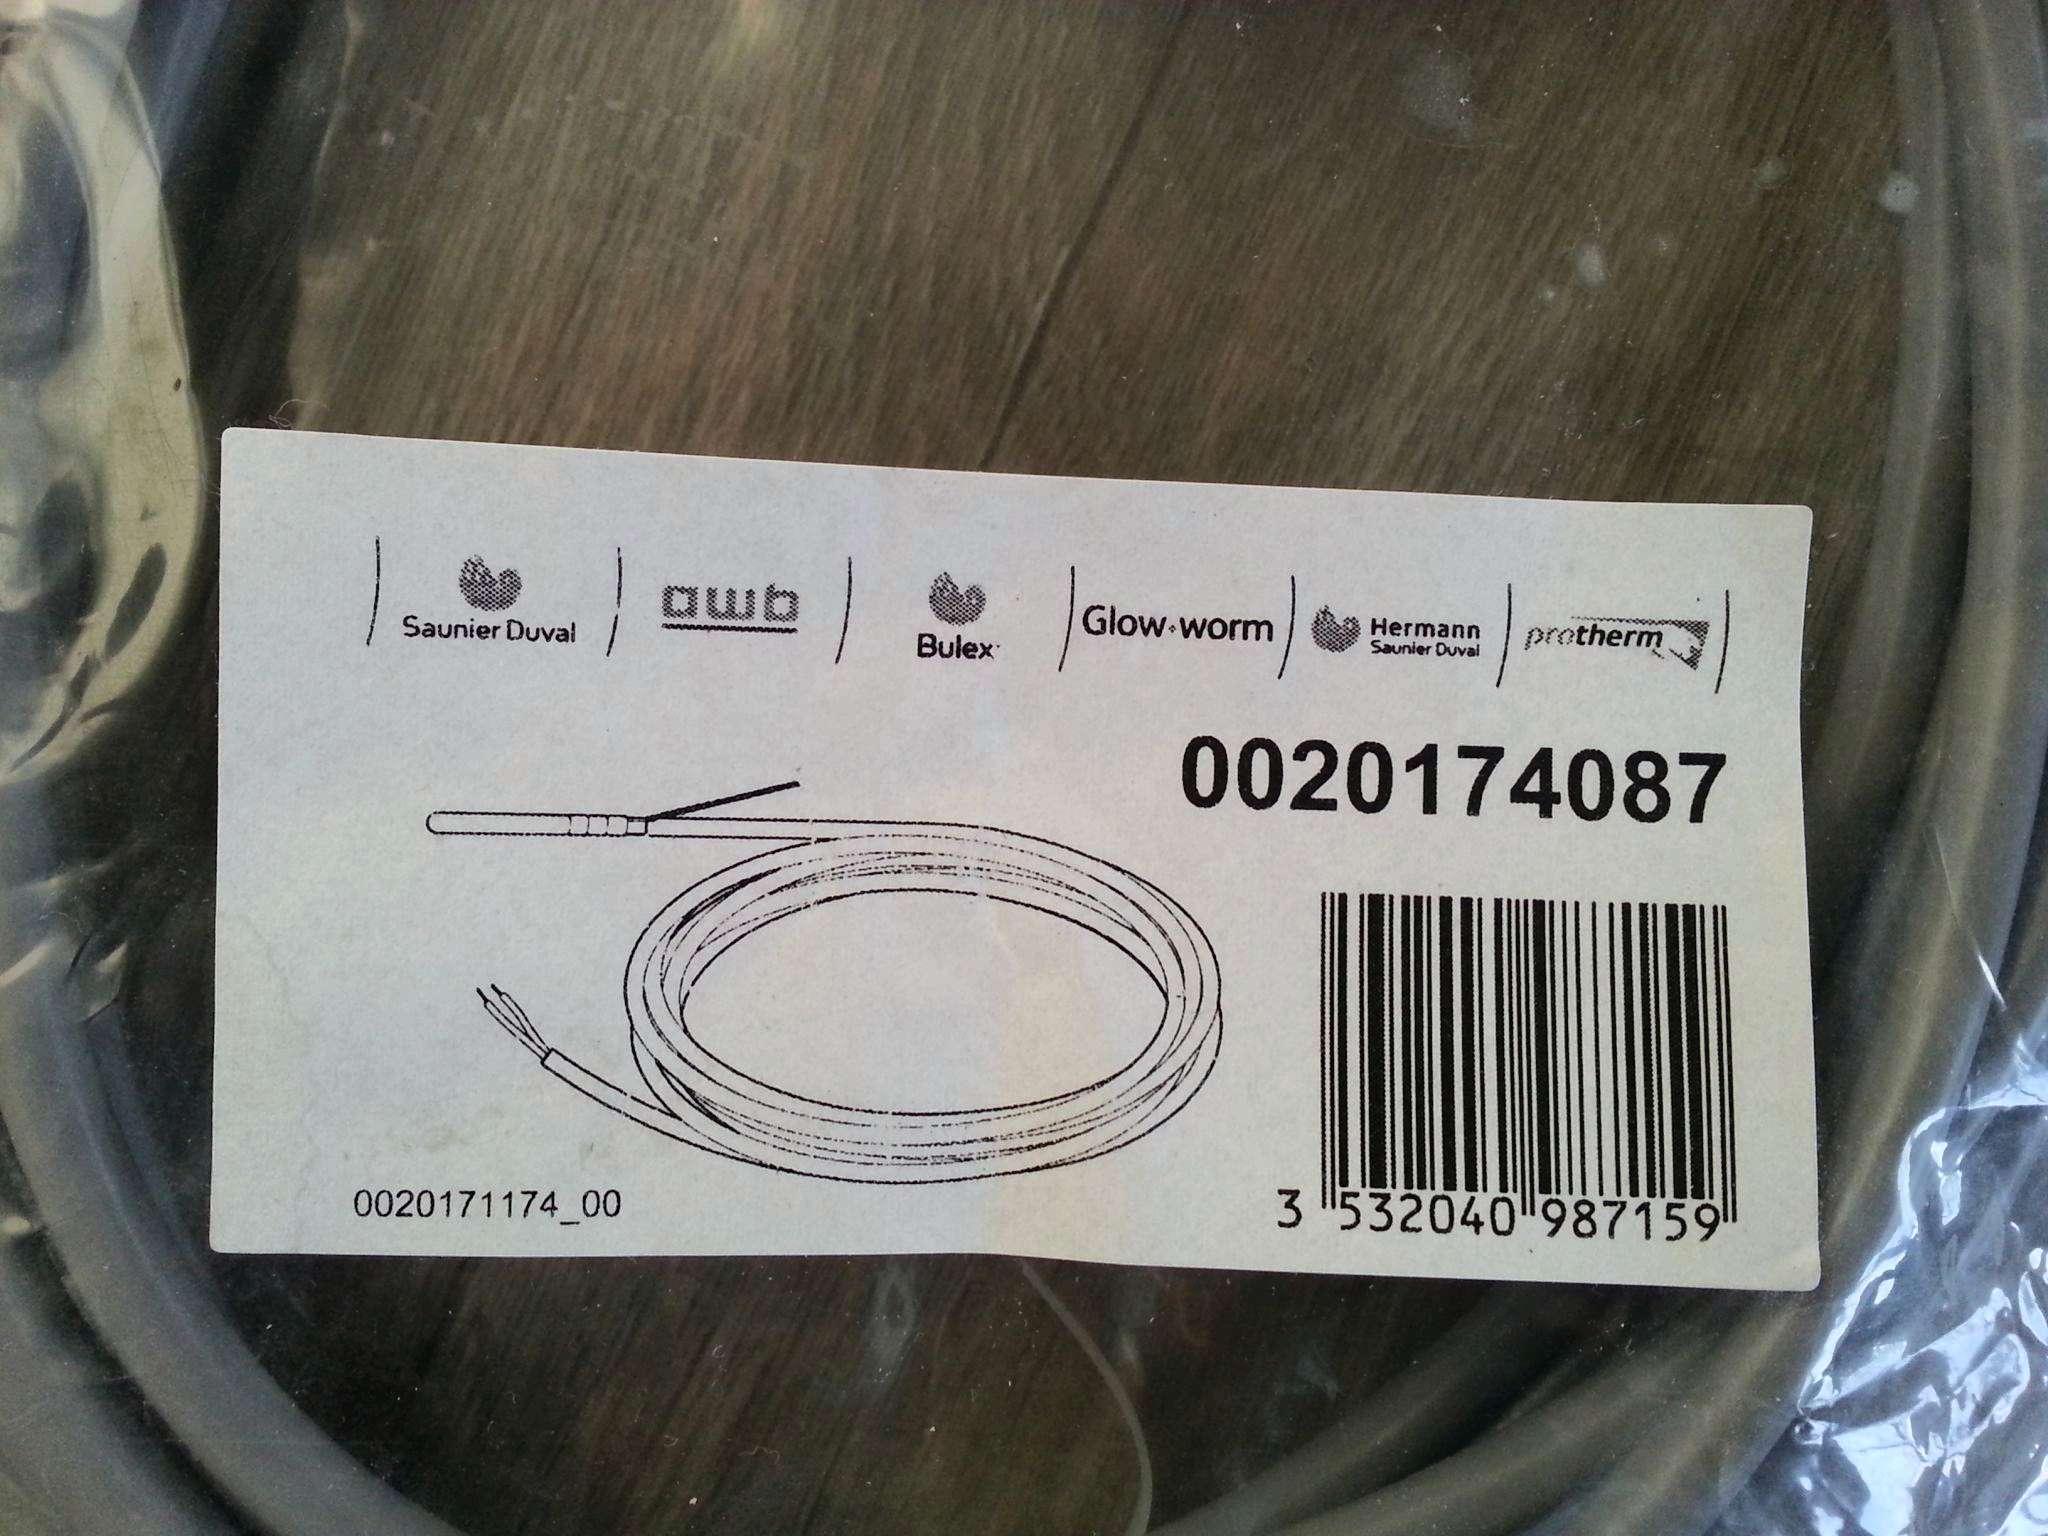 Saunier Duval
awb
Bulex
Glow-worm
Hermann
Saunier Duval
protherm
0020174087
0020171174_00
3 532040 987159